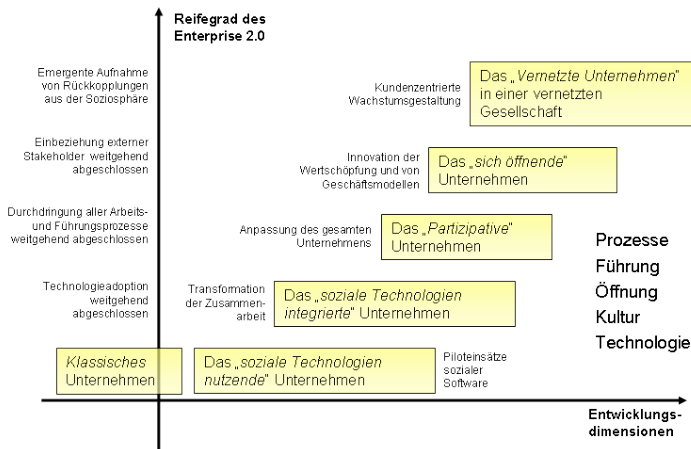 Reifegrad des
Enterprise 2.0
Emergente Aufnahme
von Rückkopplungen
aus der Soziosphäre
Kundenzentrierte
Wachstumsgestaltung
Das „Vernetzte Unternehmen"
in einer vernetzten
Gesellschaft
Einbeziehung externer
Stakeholder weitgehend
abgeschlossen
Innovation der
Wertschöpfung und von
Geschäftsmodellen
Das „sich öffnende"
Unternehmen
Durchdringung aller Arbeits-
und Führungsprozesse
weitgehend abgeschlossen
Anpassung des gesamten
Unternehmens
Das „Partizipative"
Unternehmen
Prozesse
Führung
Öffnung
Kultur
Technologie
Technologieadoption
weitgehend
abgeschlossen
Transformation
der Zusammen-
arbeit
Das „soziale Technologien
integrierte" Unternehmen
Klassisches
Unternehmen
Das „soziale Technologien
nutzende" Unternehmen
Piloteinsätze
sozialer
Software
Entwicklungs-
dimensionen